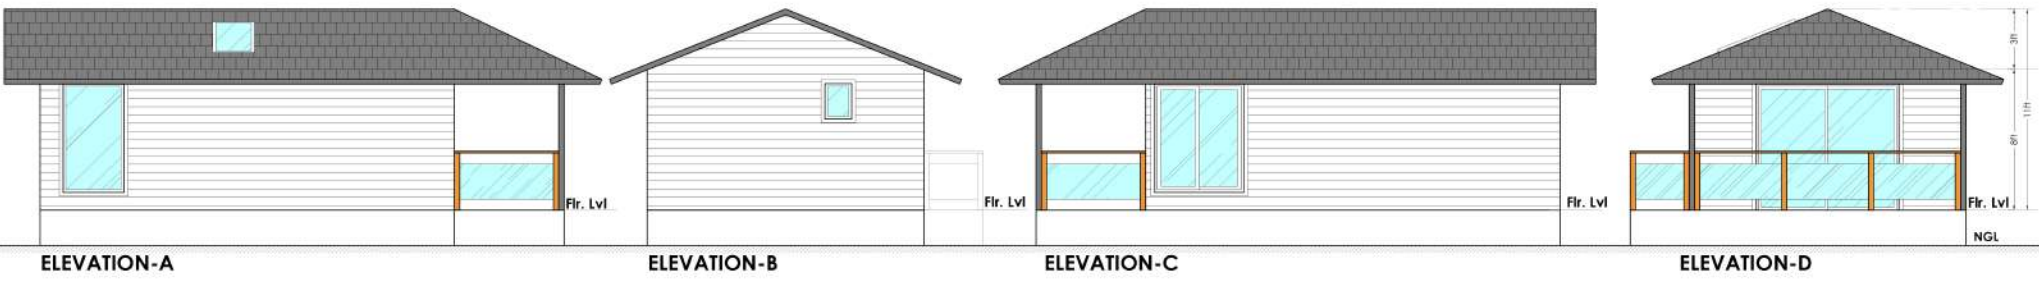 3ft
11ft
8ft
Flr. Lvl
Flr. Lvl
Flr. Lvl
Flr. Lvl
NGL
ELEVATION-A
ELEVATION-B
ELEVATION-C
ELEVATION-D